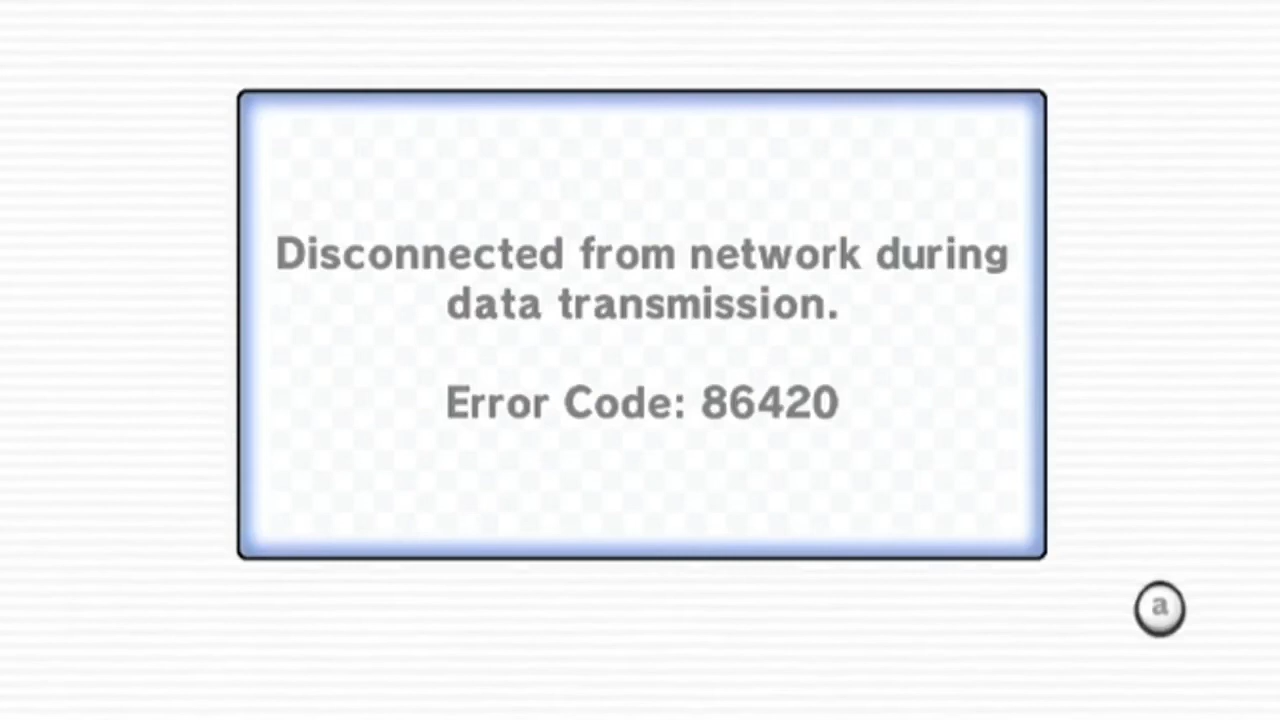 Disconnected from network during
data transmission.
Error Code: 86420
a